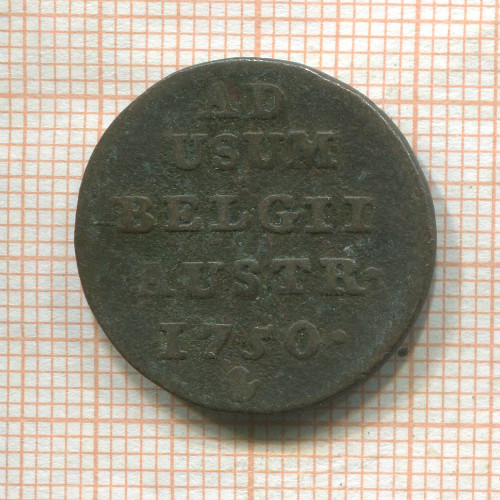 AD
USUM
BELGII
AUSTR·
1750·